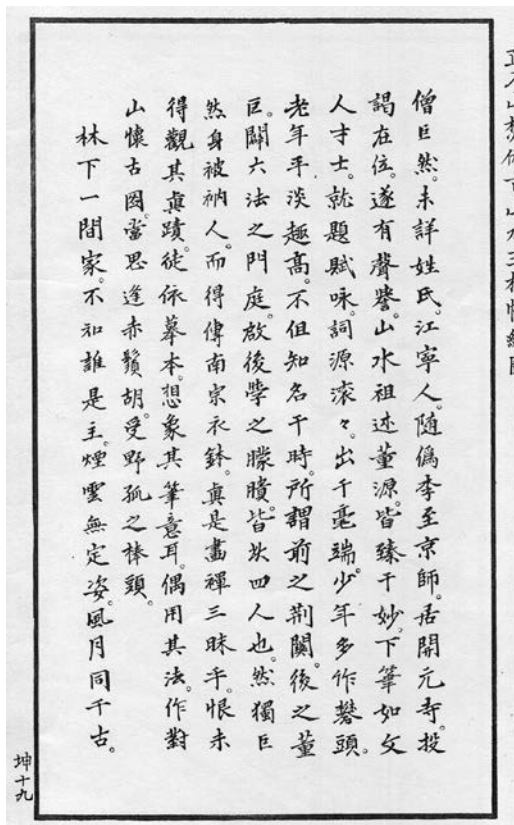 僧巨然。未詳姓氏。江寧人。隨僞李至京師。居開元寺。投
謁在位。遂有聲譽。山水祖述董源。皆臻于妙。下筆如文
人才士。就題賦咏。詞源滾々。出于毫端。少年多作礬頭。
老年平淡趣高。不但知名于時。所謂前之荆關。後之董
巨。闢六法之門庭。啟後學之朦瞶。皆此四人也。然獨巨
然身被衲人。而得傳南宗衣鉢。眞是畫禪三昧乎。恨未
得觀其眞蹟。徒依摹本。想象其筆意耳。偶用其法。作對
山懷古圖。當思逢赤鬚胡。受野狐之棒頭。
林下一間家。不知誰是主。煙雲無定姿。風月同千古。
坤十九